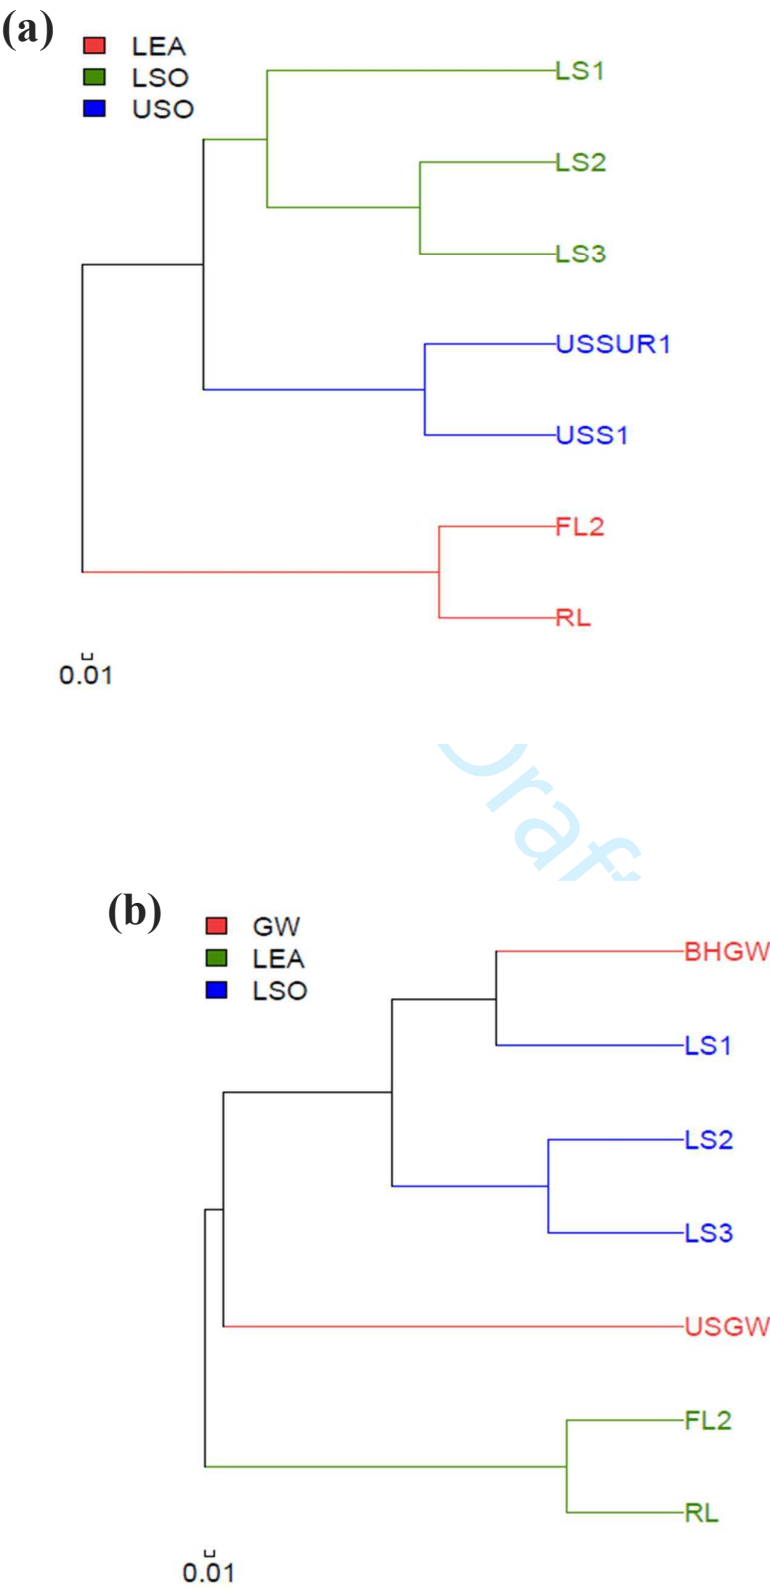 (a)
LEA
LSO
USO
LS1
LS2
LS3
USSUR1
USS1
FL2
RL
0.01
Draft
(b)
GW
LEA
LSO
BHGW
LS1
LS2
LS3
USGW
FL2
RL
0.01